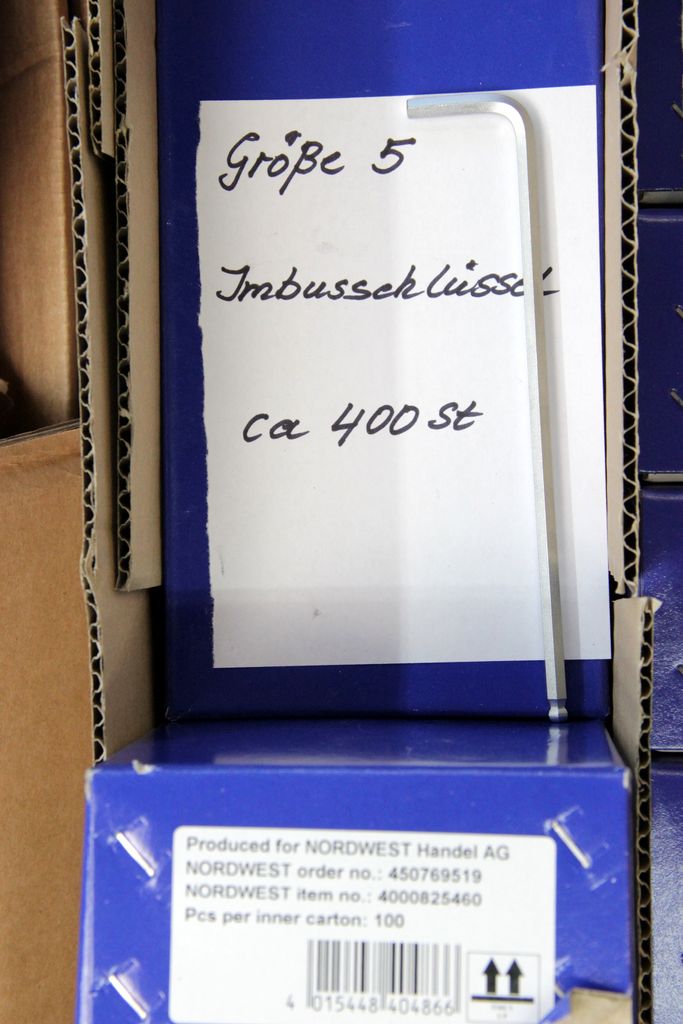 Größe 5
Imbusschlüssel
ca 400 St
Produced for NORDWEST Handel AG
NORDWEST order no.: 450769519
NORDWEST item no.: 4000825460
Pcs per inner carton: 100
4 015448 404866